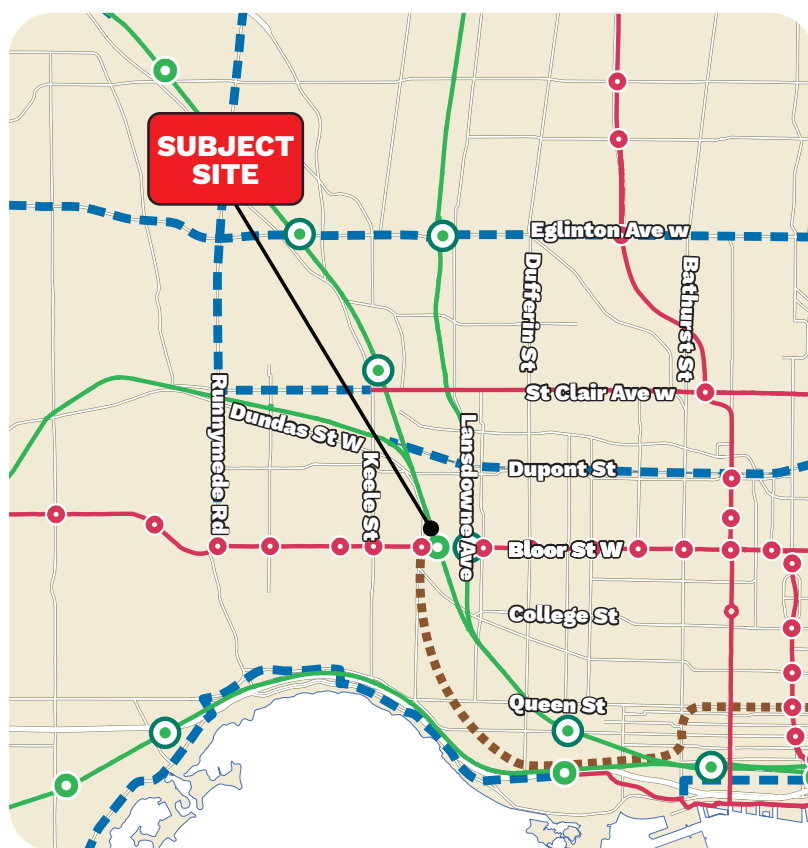 SUBJECT
SITE
Eglinton Ave w
Dufferin St
Bathurst St
St Clair Ave w
Runnymede Rd
Dundas St W
Keele St
Lansdowne Ave
Dupont St
Bloor St W
College St
Queen St